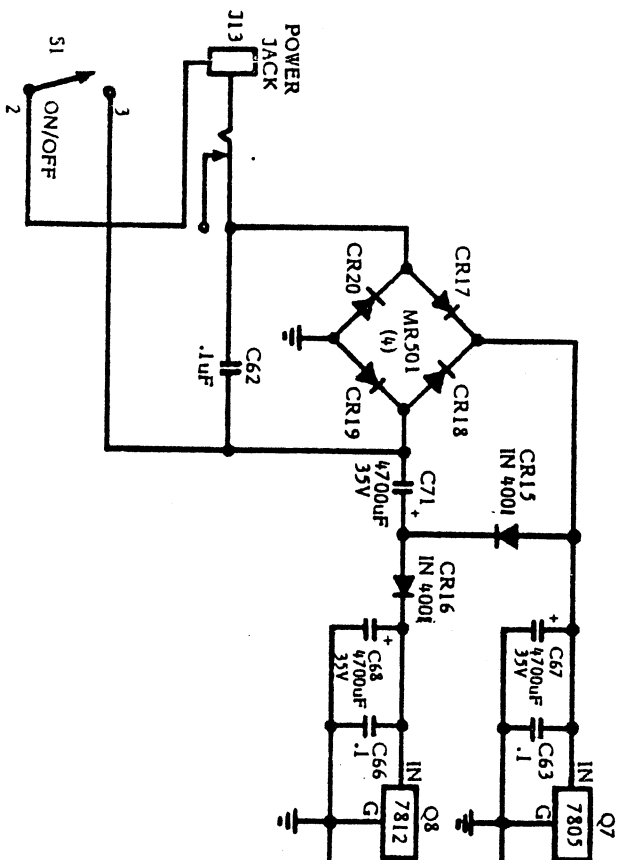 POWER
JACK
J13
S1
2
3
ON/OFF
CR17
CR20
MR501
(4)
CR18
CR19
C62
.1uF
CR15
IN 4001
C71
+
4700uF
35V
CR16
IN 4001
+
C67
4700uF
35V
C63
.1
IN
Q7
7805
G
+
C68
4700uF
35V
C66
.1
IN
Q8
7812
G